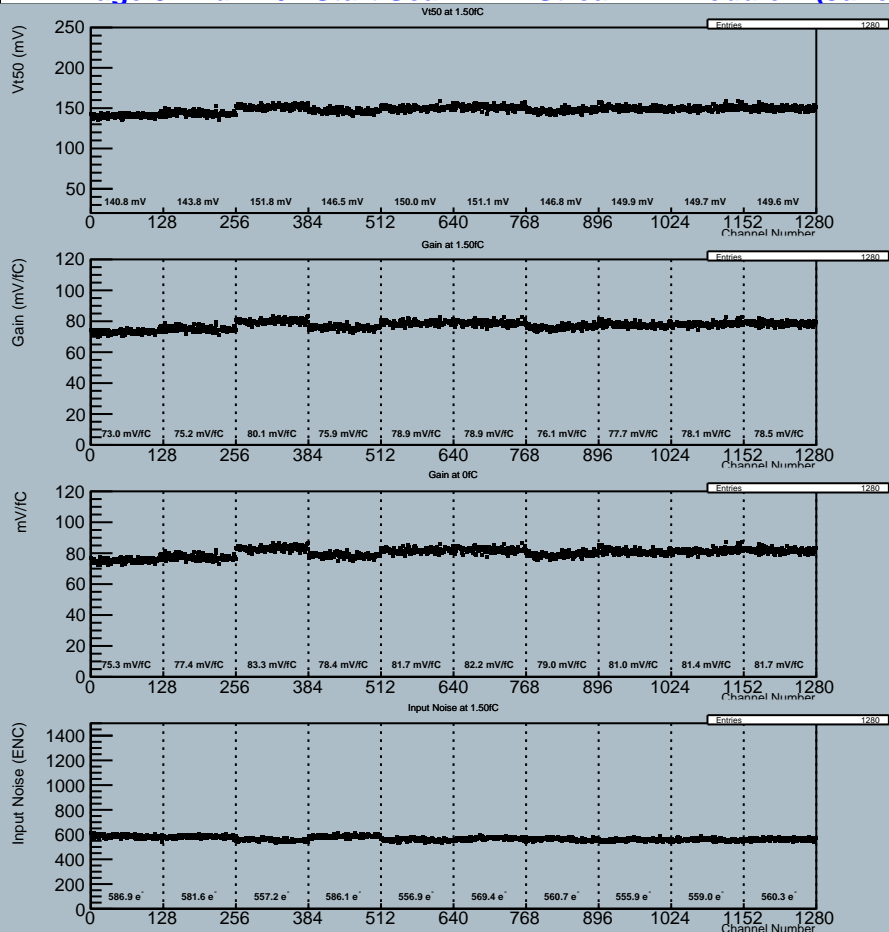 Vt50 at 1.50fC
Entries 1280
Vt50 (mV)
250
200
150
100
50
140.8 mV 143.8 mV 151.8 mV 146.5 mV 150.0 mV 151.1 mV 146.8 mV 149.9 mV 149.7 mV 149.6 mV
0 128 256 384 512 640 768 896 1024 1152 1280
Channel Number
Gain at 1.50fC
Entries 1280
Gain (mV/fC)
120
100
80
60
40
20
0
73.0 mV/fC 75.2 mV/fC 80.1 mV/fC 75.9 mV/fC 78.9 mV/fC 78.9 mV/fC 76.1 mV/fC 77.7 mV/fC 78.1 mV/fC 78.5 mV/fC
0 128 256 384 512 640 768 896 1024 1152 1280
Channel Number
Gain at 0fC
Entries 1280
mV/fC
120
100
80
60
40
20
0
75.3 mV/fC 77.4 mV/fC 83.3 mV/fC 78.4 mV/fC 81.7 mV/fC 82.2 mV/fC 79.0 mV/fC 81.0 mV/fC 81.4 mV/fC 81.7 mV/fC
0 128 256 384 512 640 768 896 1024 1152 1280
Channel Number
Input Noise at 1.50fC
Entries 1280
Input Noise (ENC)
1400
1200
1000
800
600
400
200
0
586.9 e⁻ 581.6 e⁻ 557.2 e⁻ 586.1 e⁻ 556.9 e⁻ 569.4 e⁻ 560.7 e⁻ 555.9 e⁻ 559.0 e⁻ 560.3 e⁻
0 128 256 384 512 640 768 896 1024 1152 1280
Channel Number